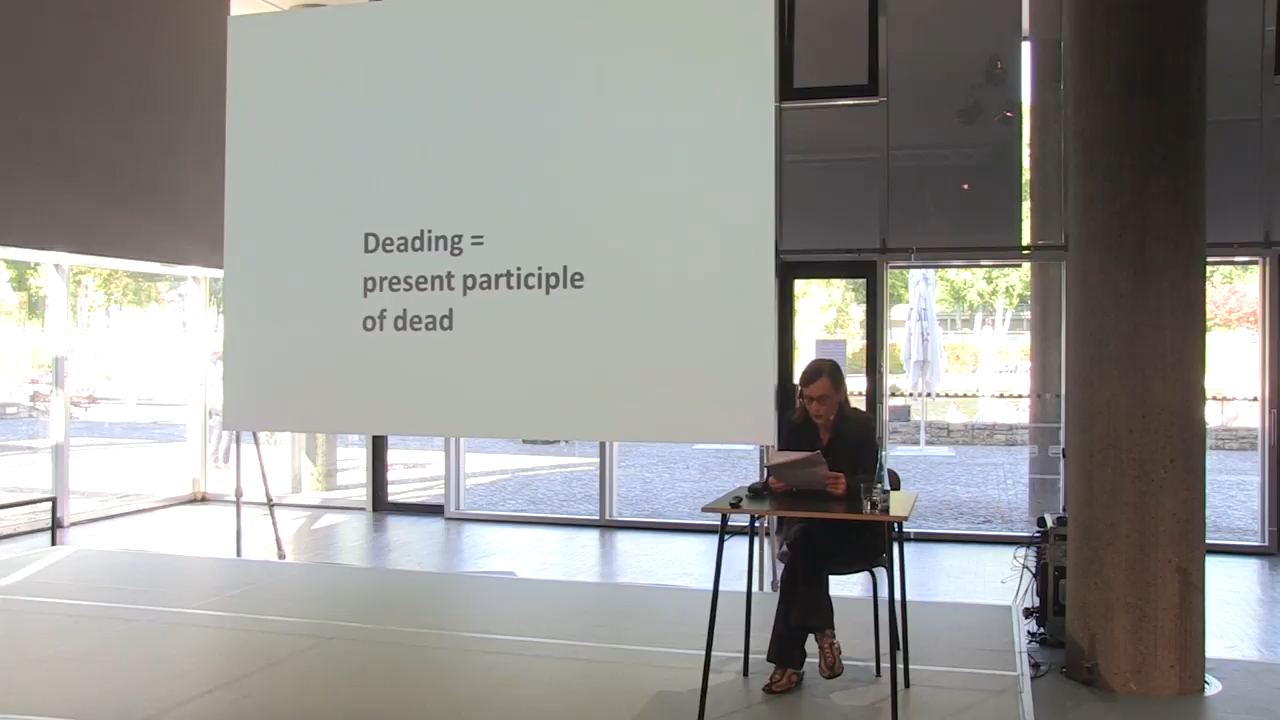 Deading =
present participle
of dead